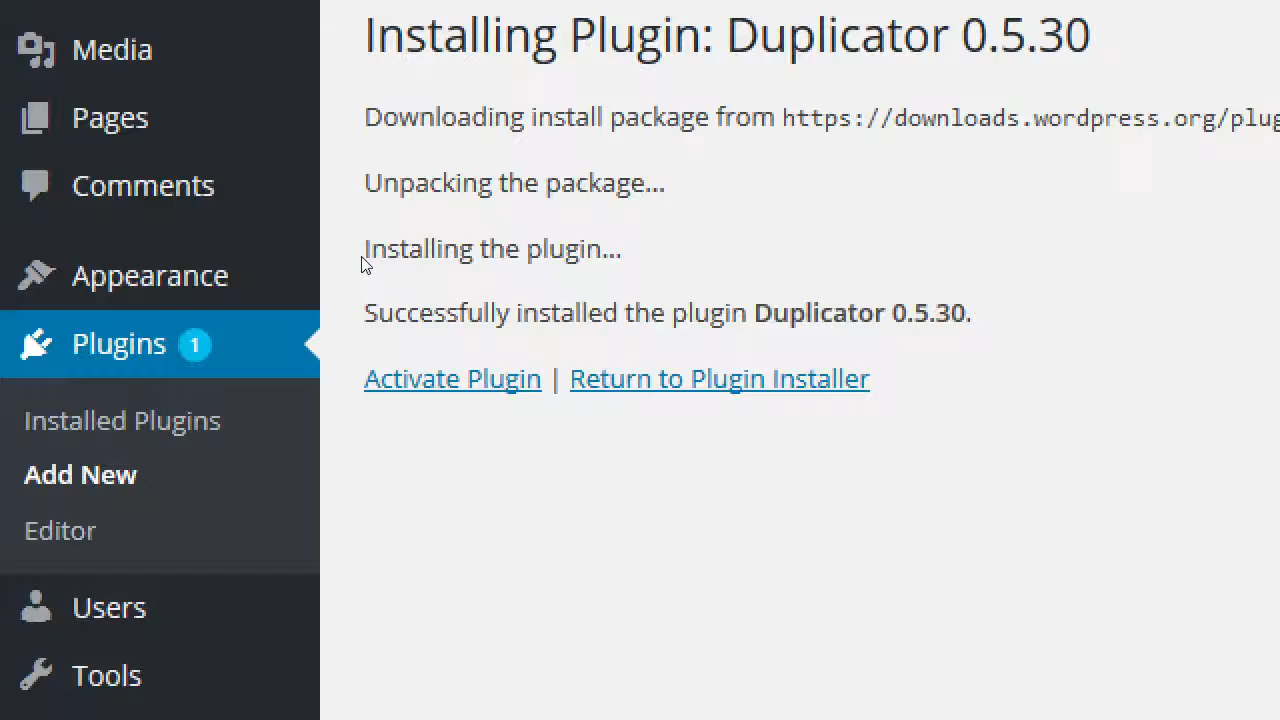 Media
Pages
Comments
Appearance
Plugins 1
Installed Plugins
Add New
Editor
Users
Tools
Installing Plugin: Duplicator 0.5.30
Downloading install package from https://downloads.wordpress.org/plug
Unpacking the package...
Installing the plugin...
Successfully installed the plugin Duplicator 0.5.30.
Activate Plugin | Return to Plugin Installer